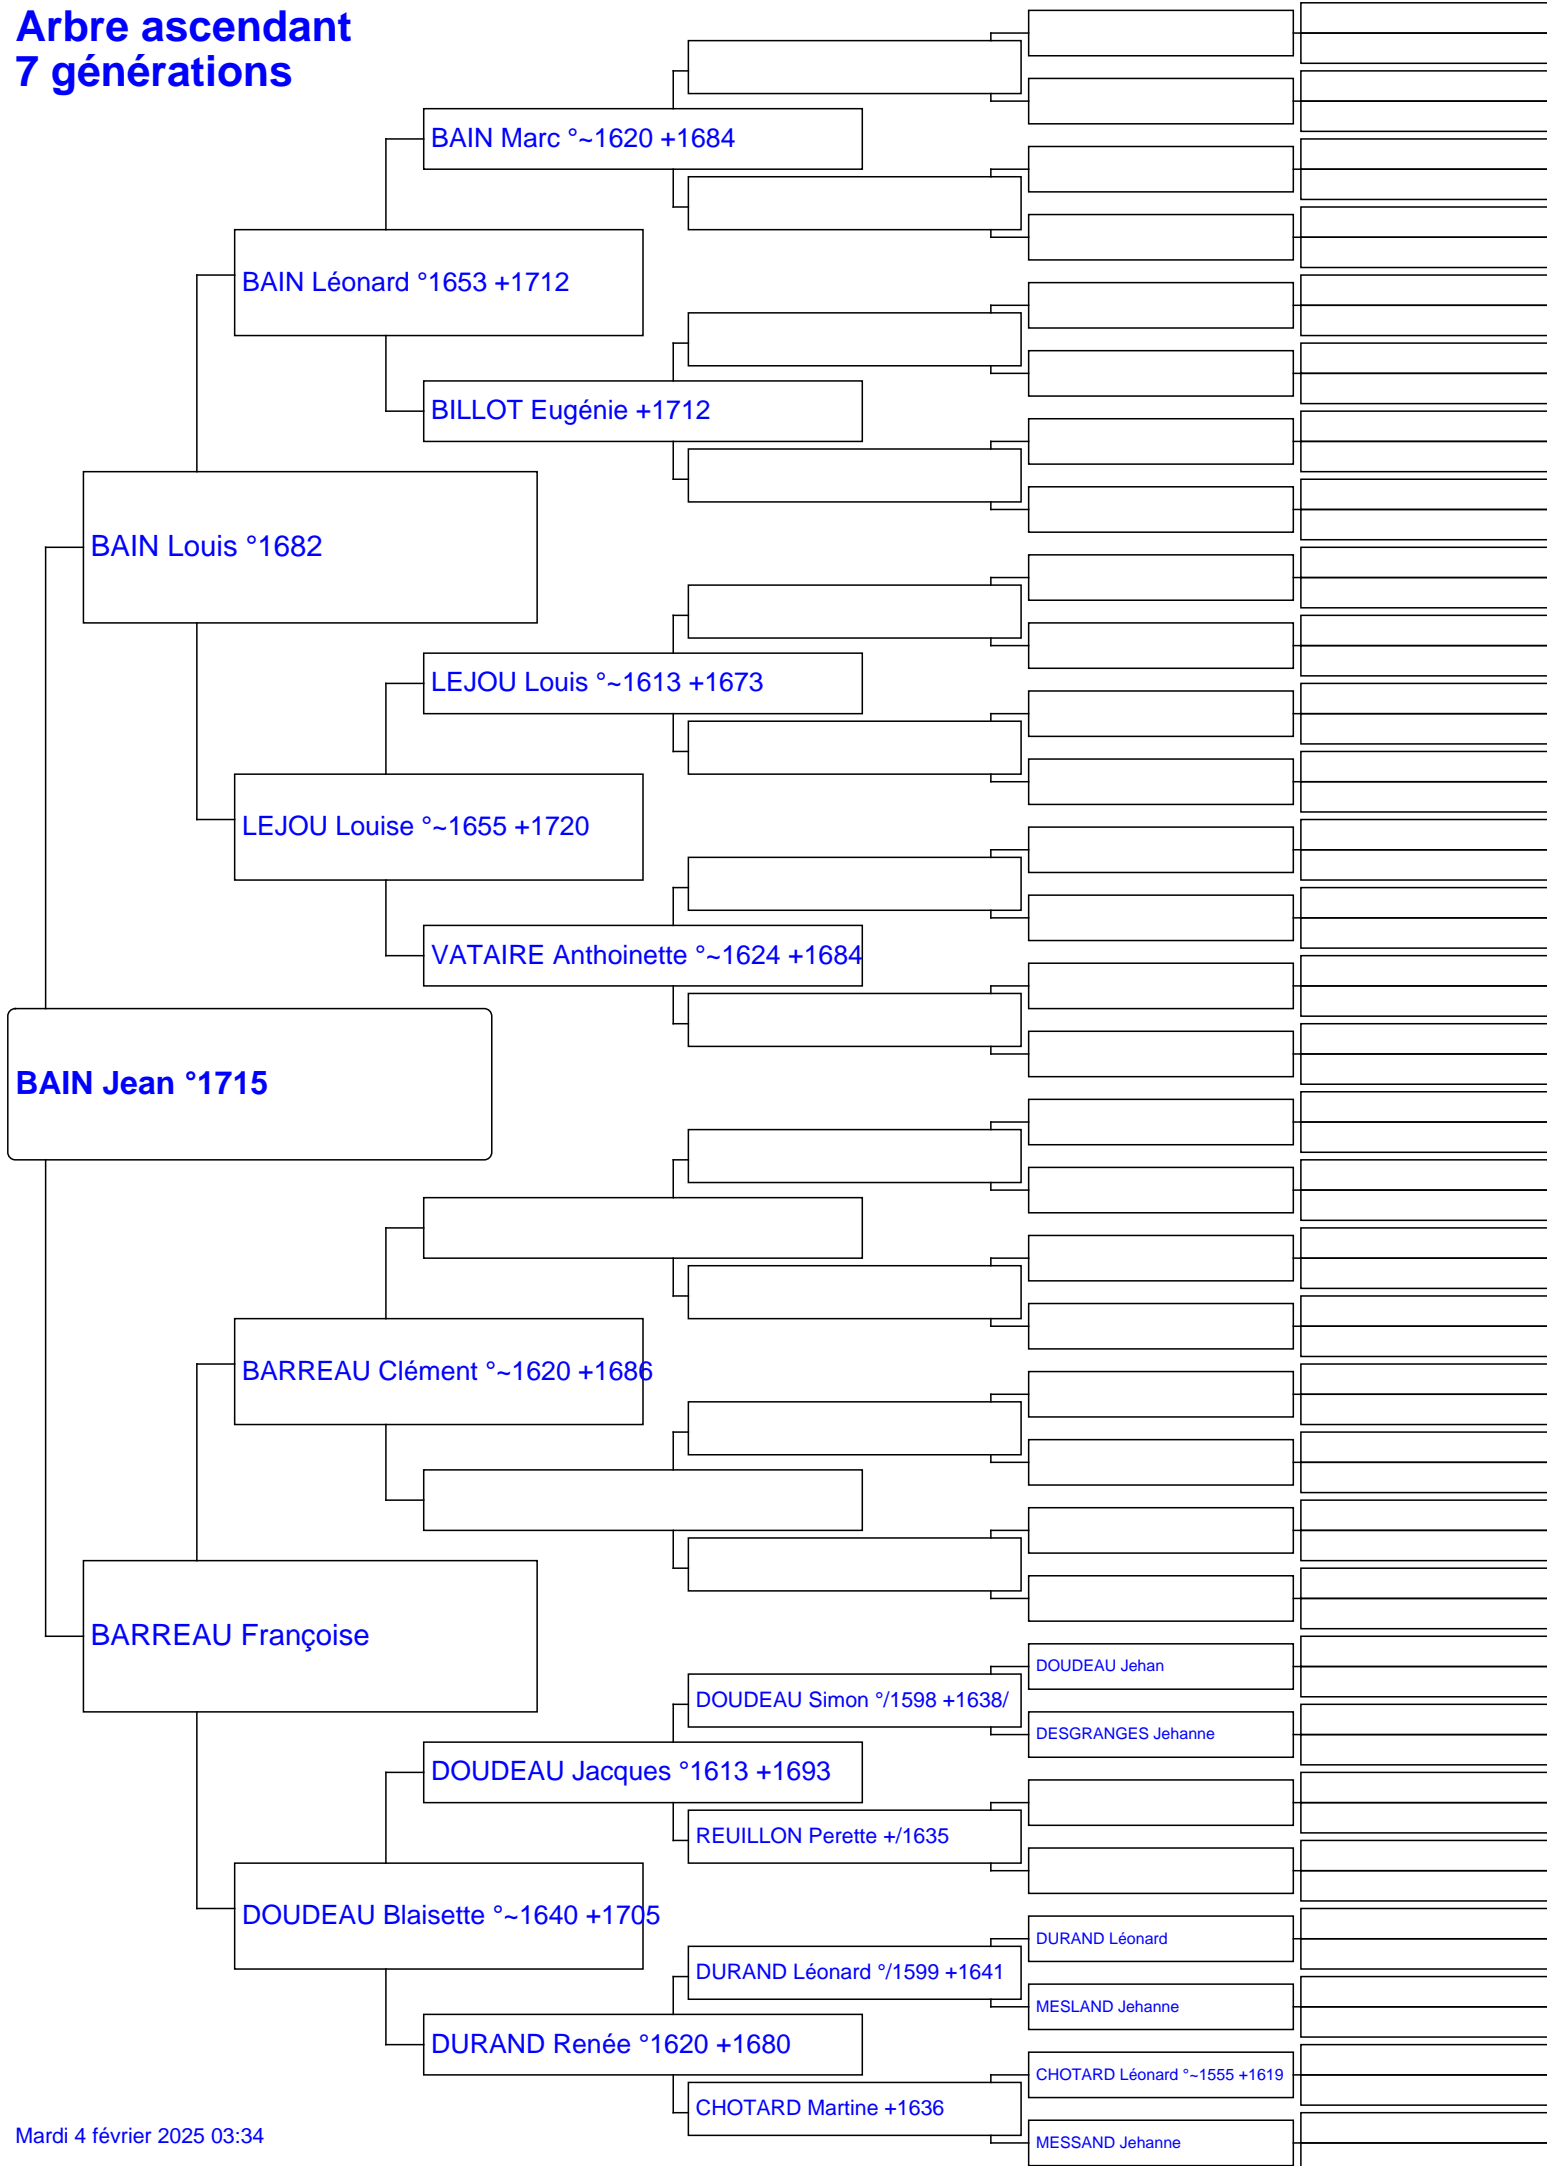 Arbre ascendant
7 générations
BAIN Marc °~1620 +1684
BAIN Léonard °1653 +1712
BILLOT Eugénie +1712
BAIN Louis °1682
LEJOU Louis °~1613 +1673
LEJOU Louise °~1655 +1720
VATAIRE Anthoinette °~1624 +1684
BAIN Jean °1715
BARREAU Clément °~1620 +1686
BARREAU Françoise
DOUDEAU Jehan
DOUDEAU Simon °/1598 +1638/
DESGRANGES Jehanne
DOUDEAU Jacques °1613 +1693
REUILLON Perette +/1635
DOUDEAU Blaisette °~1640 +1705
DURAND Léonard
DURAND Léonard °/1599 +1641
MESLAND Jehanne
DURAND Renée °1620 +1680
CHOTARD Léonard °~1555 +1619
CHOTARD Martine +1636
MESSAND Jehanne
Mardi 4 février 2025 03:34